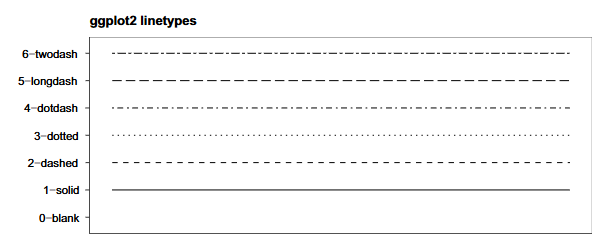 ggplot2 linetypes
6−twodash
5−longdash
4−dotdash
3−dotted
2−dashed
1−solid
0−blank